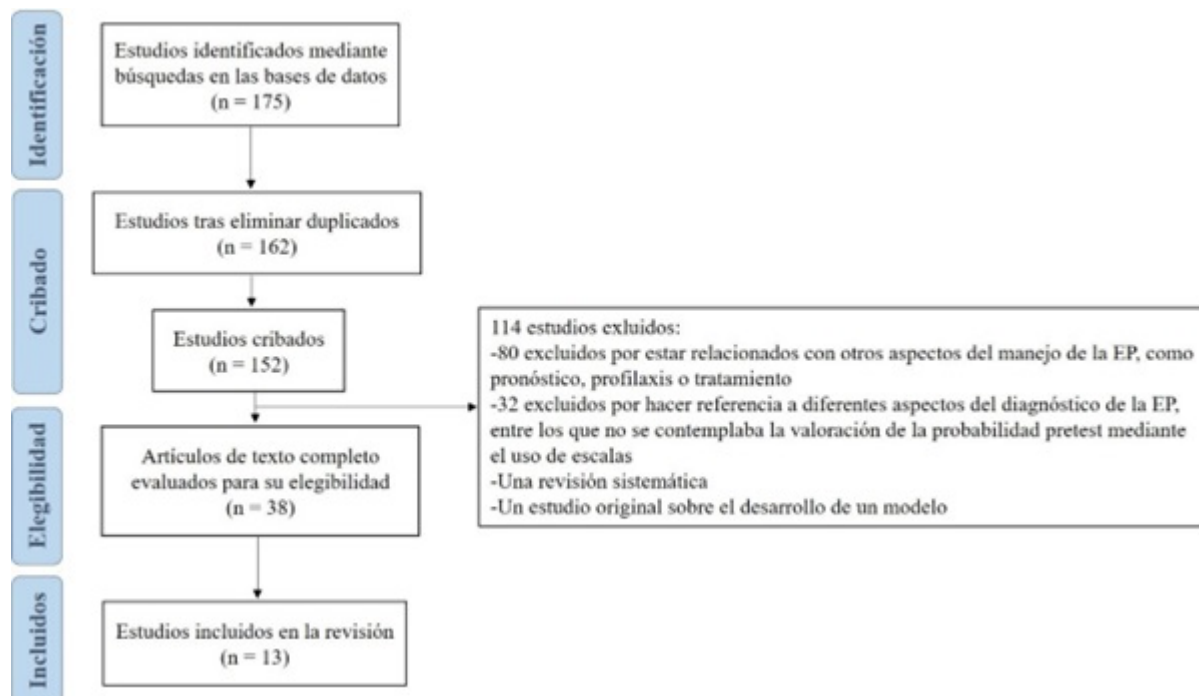 Identificación
Estudios identificados mediante
búsquedas en las bases de datos
(n = 175)
Cribado
Estudios tras eliminar duplicados
(n = 162)
Estudios cribados
(n = 152)
114 estudios exluidos:
-80 excluidos por estar relacionados con otros aspectos del manejo de la EP, como
pronóstico, profilaxis o tratamiento
-32 excluidos por hacer referencia a diferentes aspectos del diagnóstico de la EP,
entre los que no se contemplaba la valoración de la probabilidad pretest mediante
el uso de escalas
-Una revisión sistemática
-Un estudio original sobre el desarrollo de un modelo
Elegibilidad
Artículos de texto completo
evaluados para su elegibilidad
(n = 38)
Incluidos
Estudios incluidos en la revisión
(n = 13)